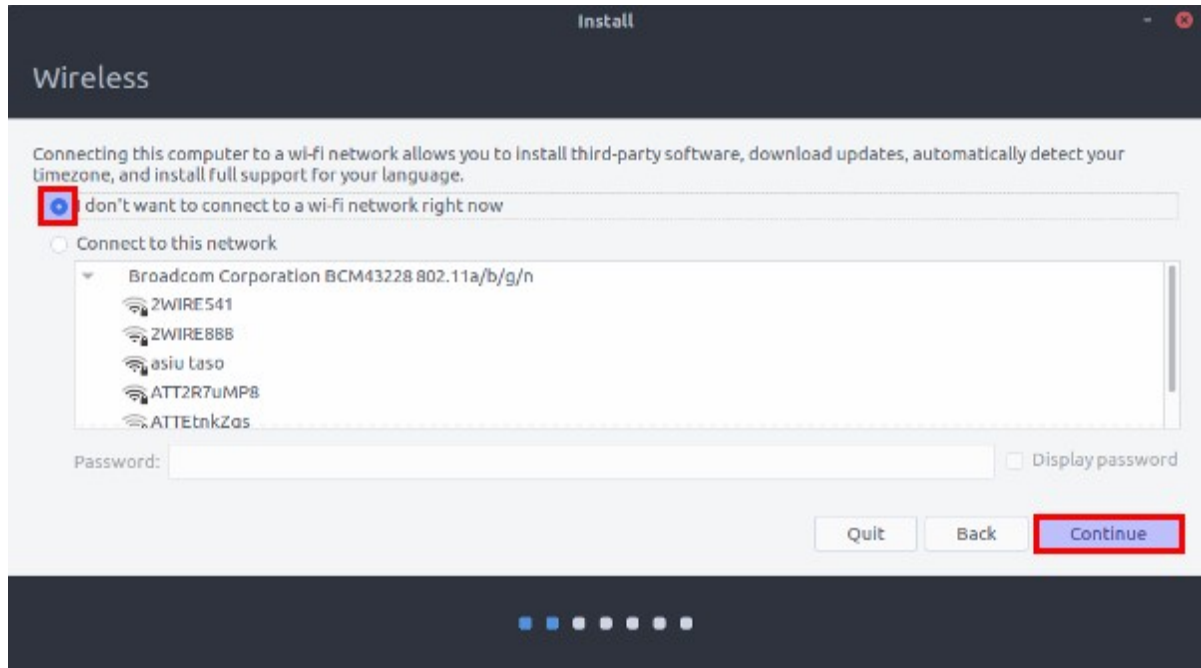 Install
Wireless
Connecting this computer to a wi-fi network allows you to install third-party software, download updates, automatically detect your
timezone, and install full support for your language.
I don't want to connect to a wi-fi network right now
Connect to this network
Broadcom Corporation BCM43228 802.11a/b/g/n
2WIRE541
2WIRE888
asiu taso
ATT2R7uMP8
ATTEtnkZqs
Password:
Display password
Quit Back Continue